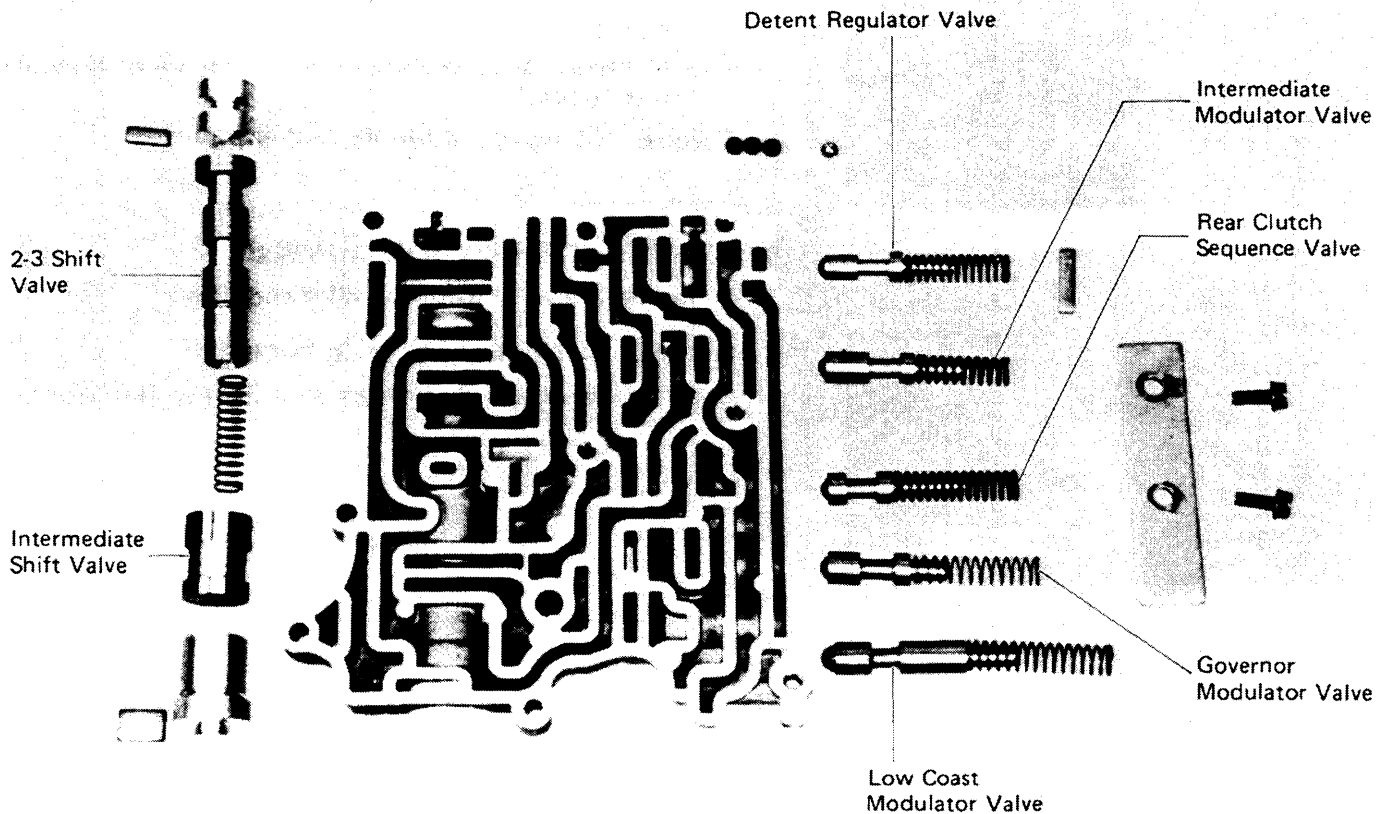 Detent Regulator Valve
Intermediate
Modulator Valve
Rear Clutch
Sequence Valve
2-3 Shift
Valve
Intermediate
Shift Valve
Governor
Modulator Valve
Low Coast
Modulator Valve